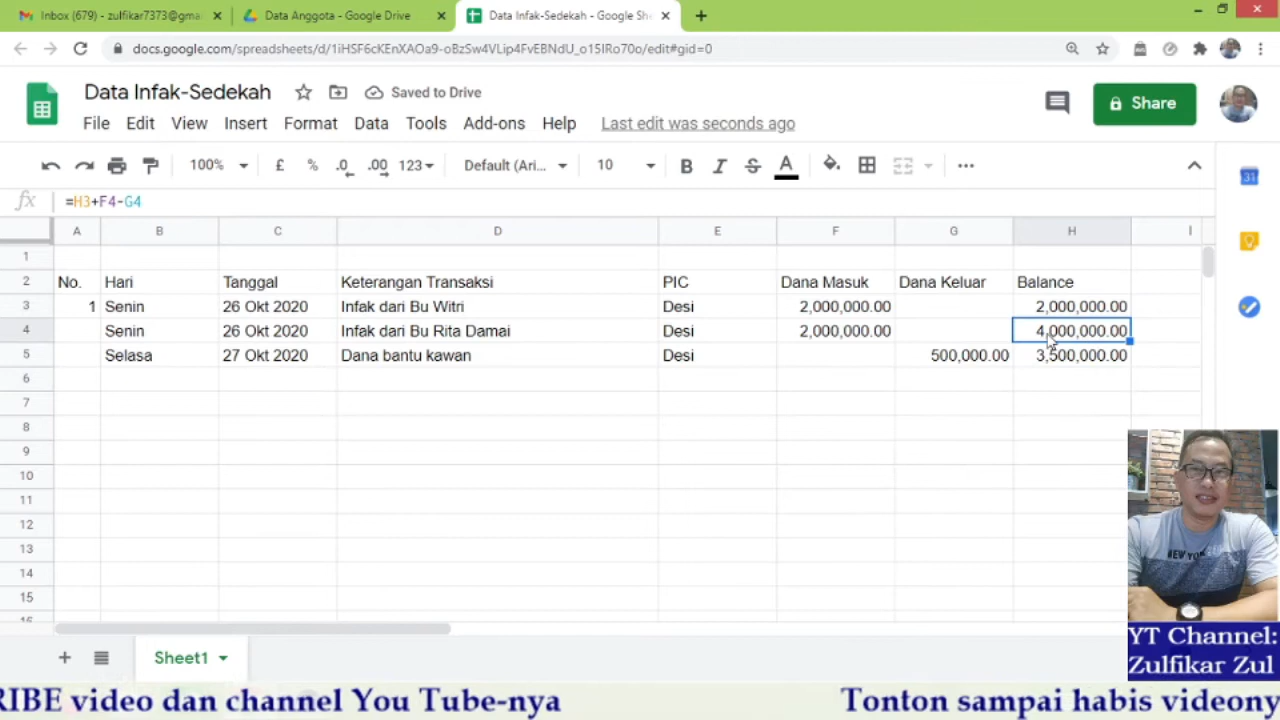 Inbox (679) - zulfikar7373@gma
Data Anggota - Google Drive
Data Infak-Sedekah - Google She
docs.google.com/spreadsheets/d/1iHSF6cKEnXAOa9-oBzSw4VLip4FvEBNdU_o15IRo70o/edit#gid=0
Data Infak-Sedekah
Saved to Drive
Share
File Edit View Insert Format Data Tools Add-ons Help Last edit was seconds ago
100% £ % .0 .00 123 Default (Ari... 10 B I S A
fx =H3+F4-G4
A B C D E F G H I
1
2 No. Hari Tanggal Keterangan Transaksi PIC Dana Masuk Dana Keluar Balance
3 1 Senin 26 Okt 2020 Infak dari Bu Witri Desi 2,000,000.00 2,000,000.00
4 Senin 26 Okt 2020 Infak dari Bu Rita Damai Desi 2,000,000.00 4,000,000.00
5 Selasa 27 Okt 2020 Dana bantu kawan Desi 500,000.00 3,500,000.00
6
7
8
9
10
11
12
13
14
15
16
31
NEW YORK
YT Channel:
Zulfikar Zul
Sheet1
RIBE video dan channel You Tube-nya Tonton sampai habis videony